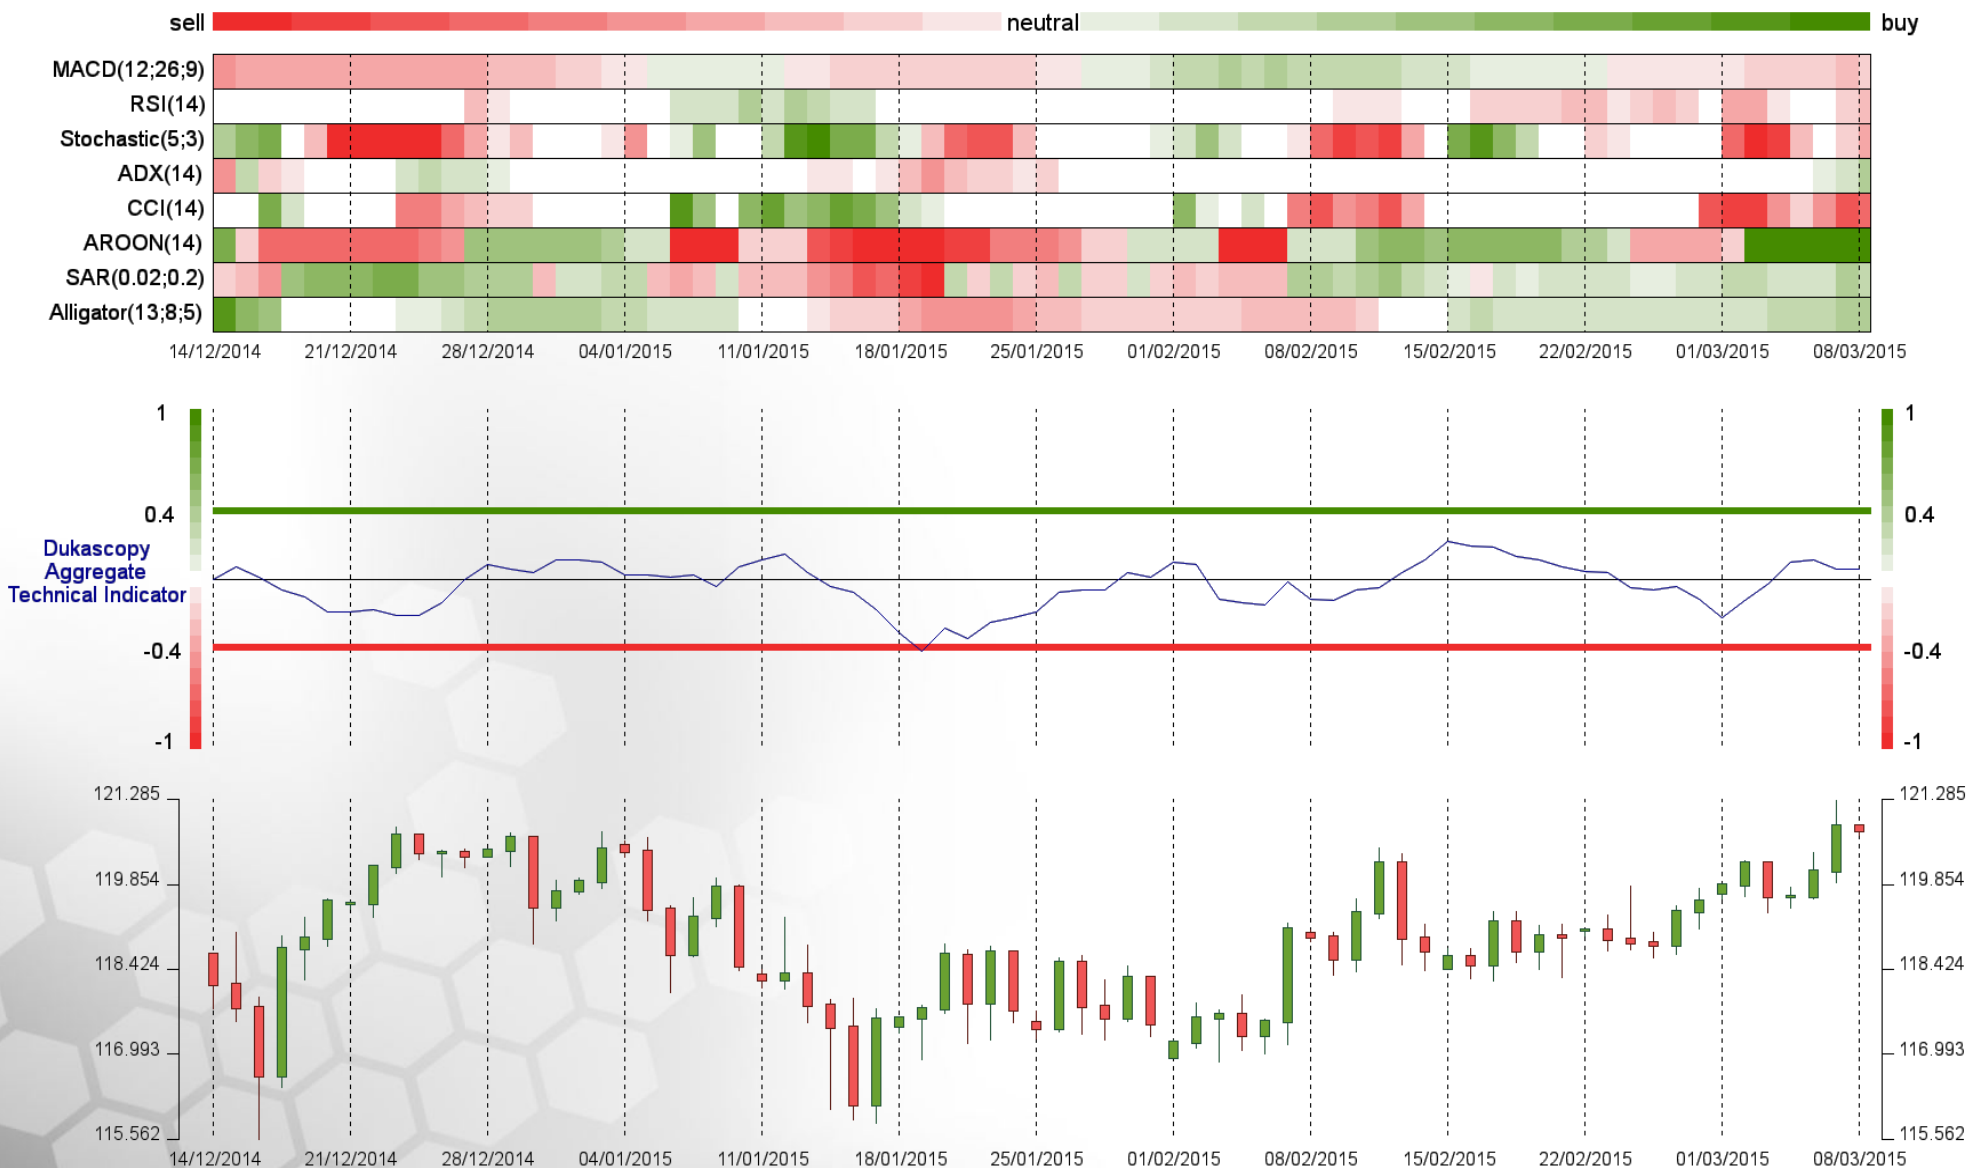 sell neutral buy
MACD(12;26;9)
RSI(14)
Stochastic(5;3)
ADX(14)
CCI(14)
AROON(14)
SAR(0.02;0.2)
Alligator(13;8;5)
14/12/2014 21/12/2014 28/12/2014 04/01/2015 11/01/2015 18/01/2015 25/01/2015 01/02/2015 08/02/2015 15/02/2015 22/02/2015 01/03/2015 08/03/2015
1 1
0.4 0.4
Dukascopy
Aggregate
Technical Indicator
-0.4 -0.4
-1 -1
121.285 121.285
119.854 119.854
118.424 118.424
116.993 116.993
115.562 115.562
14/12/2014 21/12/2014 28/12/2014 04/01/2015 11/01/2015 18/01/2015 25/01/2015 01/02/2015 08/02/2015 15/02/2015 22/02/2015 01/03/2015 08/03/2015